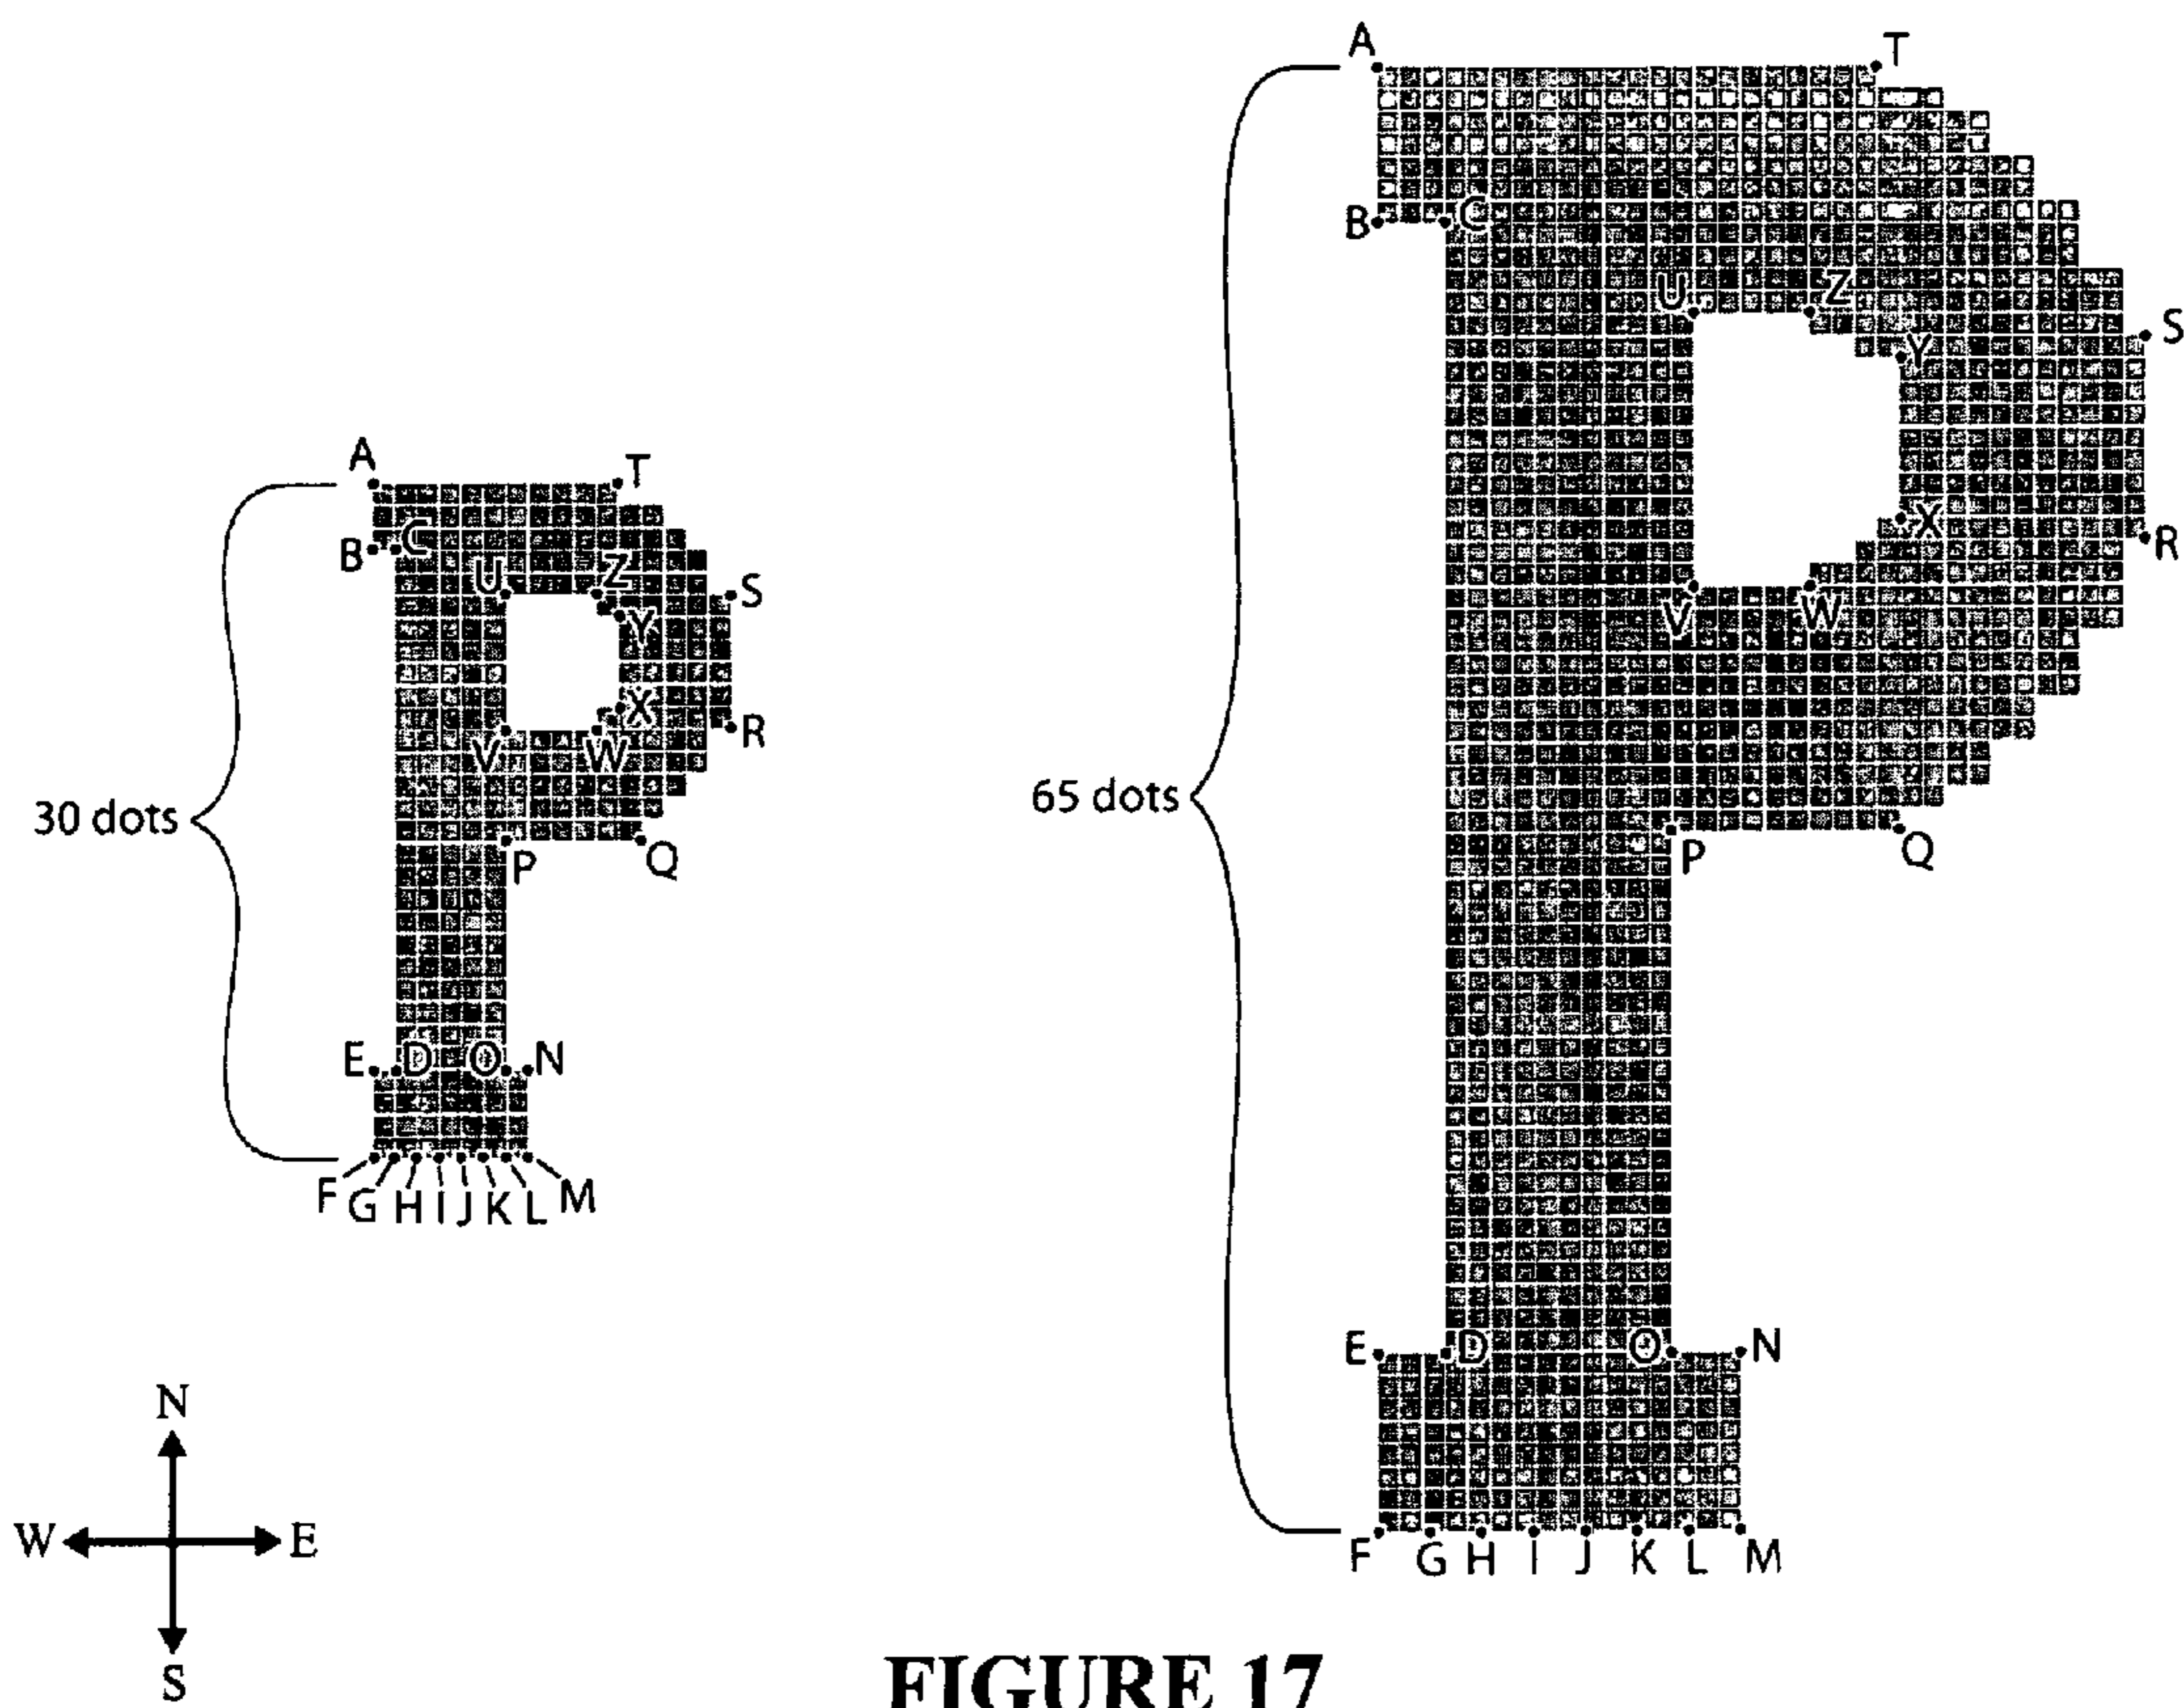 A T
B C
U Z
S
Y
X
R
V W
30 dots
P Q
E D O N
F G H I J K L M
A T
B C
U Z
S
Y
X
R
V W
65 dots
P Q
E D O N
F G H I J K L M
N
W E
S
FIGURE 17